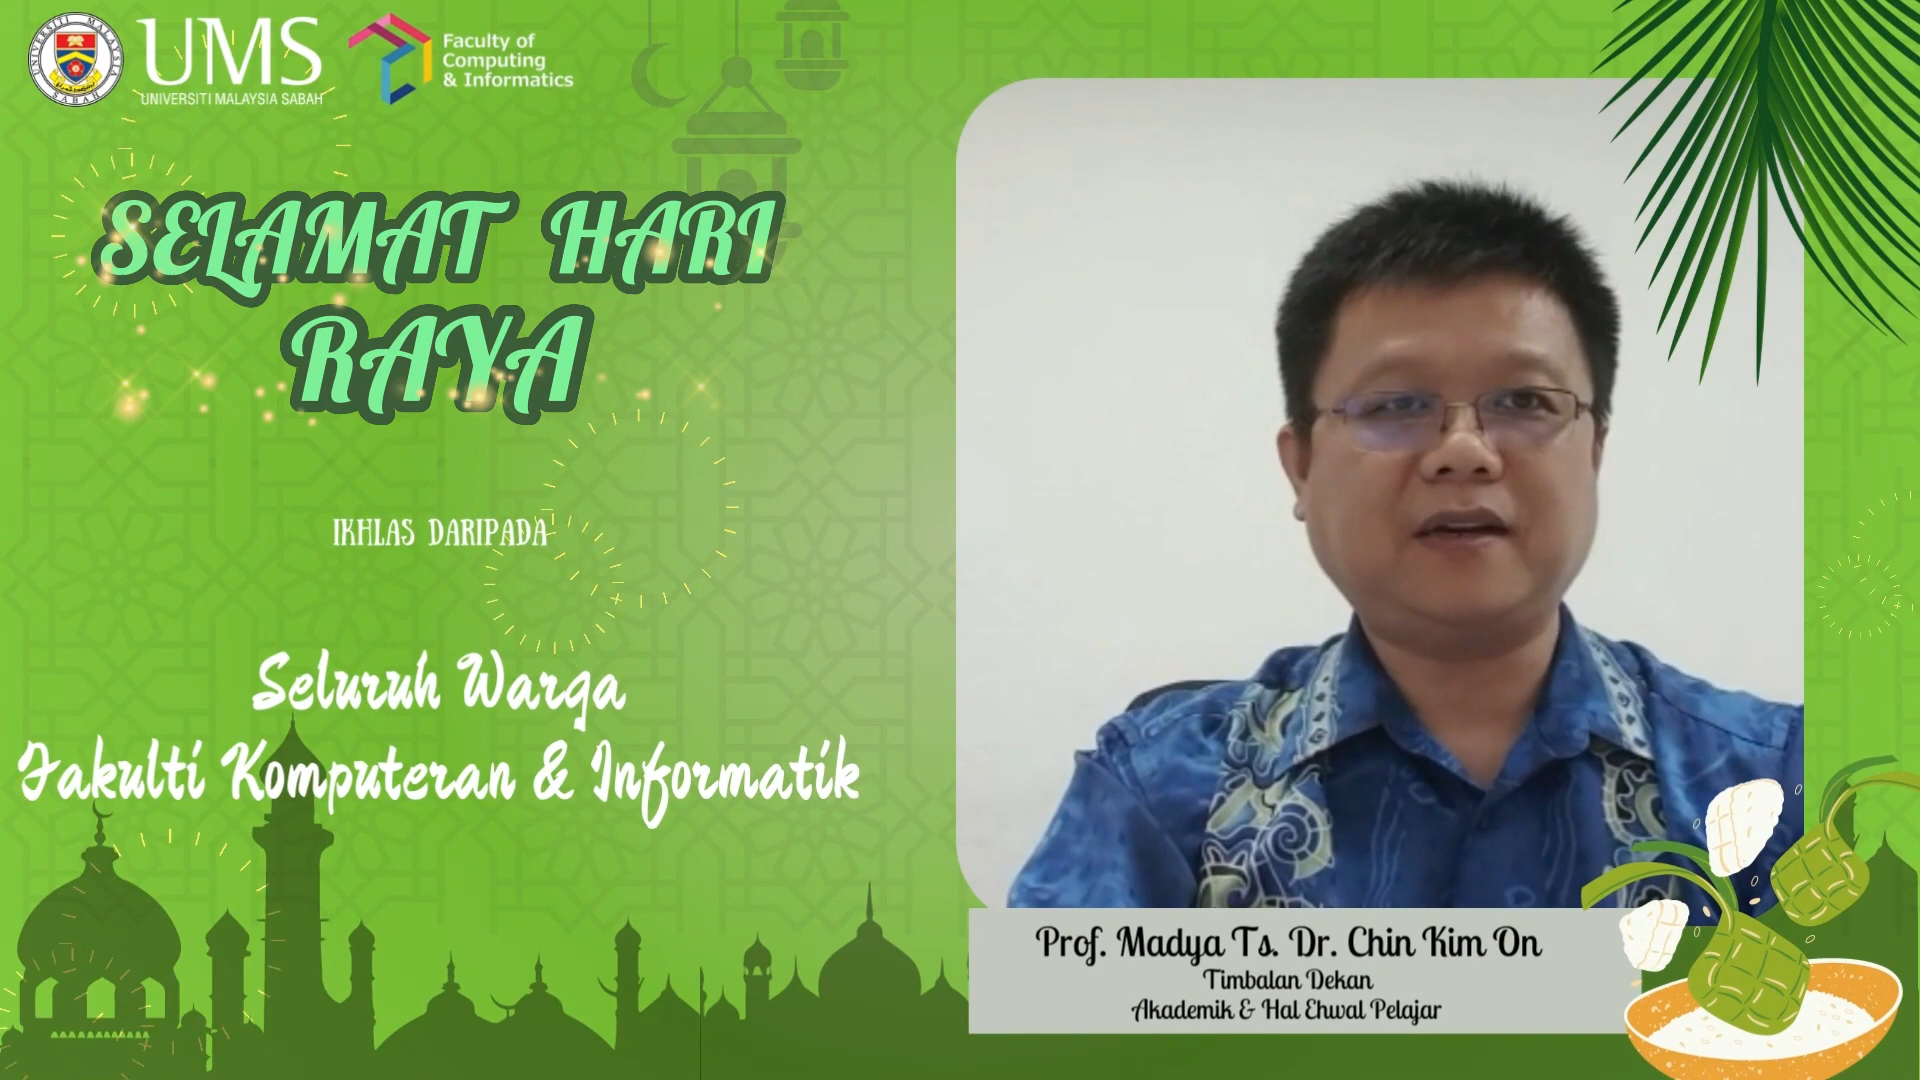 UMS
UNIVERSITI MALAYSIA SABAH
Faculty of
Computing
& Informatics
SELAMAT HARI
RAYA
IKHLAS DARIPADA
Seluruh Warga
Fakulti Komputeran & Informatik
Prof. Madya Ts. Dr. Chin Kim On
Timbalan Dekan
Akademik & Hal Ehwal Pelajar